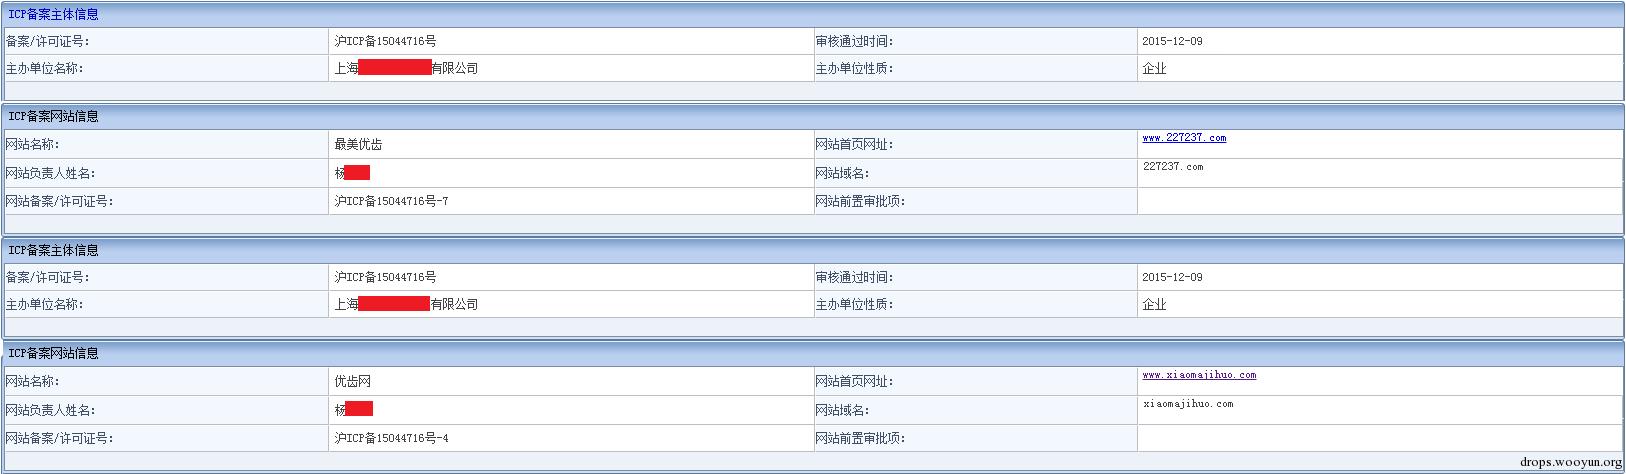 ICP备案主体信息
备案/许可证号: 沪ICP备15044716号 审核通过时间: 2015-12-09
主办单位名称: 上海 有限公司 主办单位性质: 企业
ICP备案网站信息
网站名称: 最美优齿 网站首页网址: www.227237.com
网站负责人姓名: 杨 网站域名: 227237.com
网站备案/许可证号: 沪ICP备15044716号-7 网站前置审批项:
ICP备案主体信息
备案/许可证号: 沪ICP备15044716号 审核通过时间: 2015-12-09
主办单位名称: 上海 有限公司 主办单位性质: 企业
ICP备案网站信息
网站名称: 优齿网 网站首页网址: www.xiaomajihuo.com
网站负责人姓名: 杨 网站域名: xiaomajihuo.com
网站备案/许可证号: 沪ICP备15044716号-4 网站前置审批项:
drops.wooyun.org